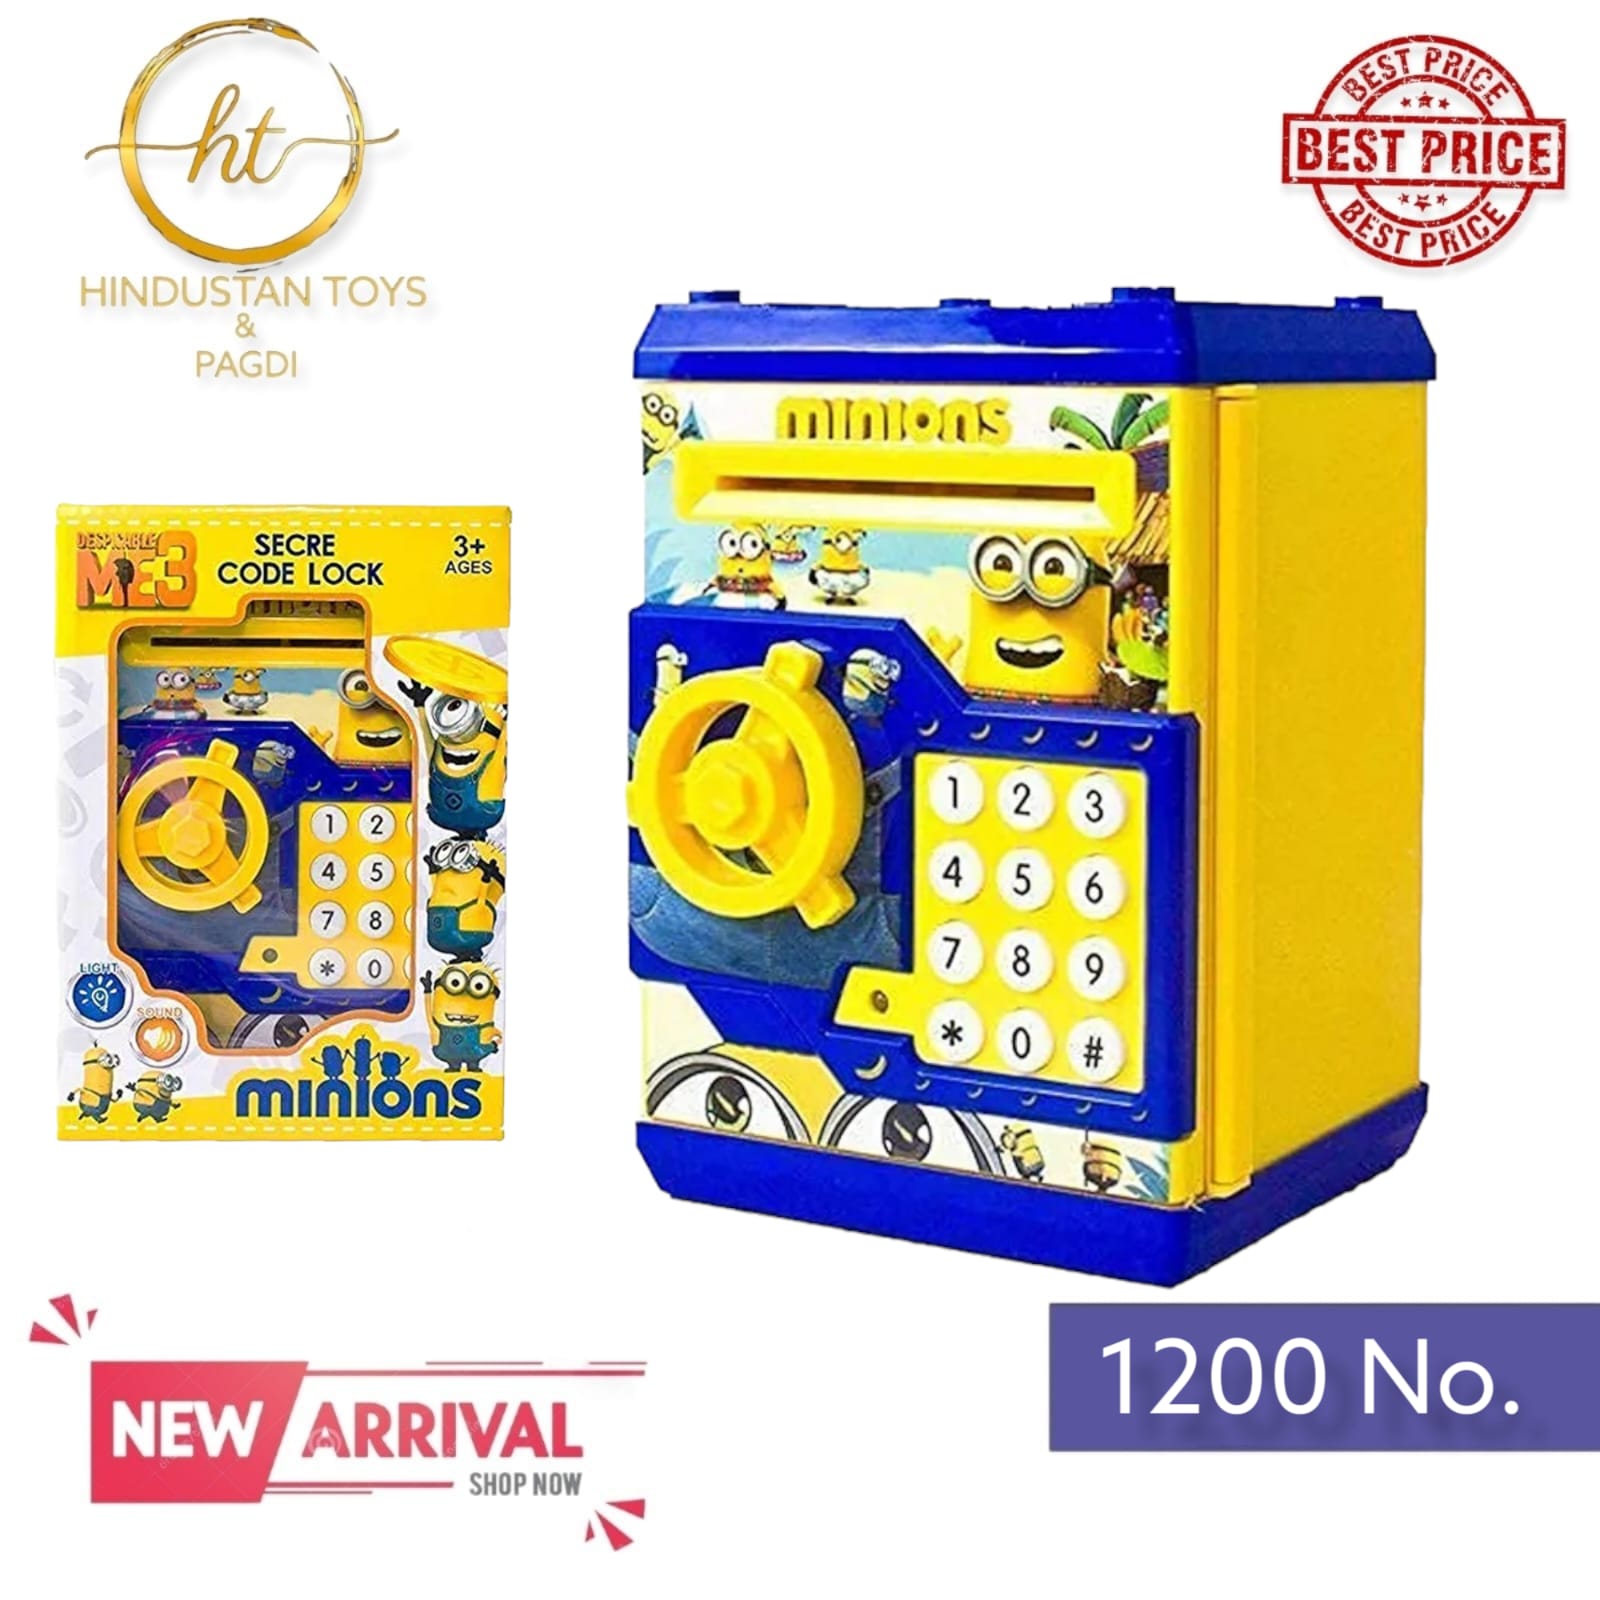 ht
HINDUSTAN TOYS
&
PAGDI
BEST PRICE
BEST PRICE
BEST PRICE
DESPICABLE
ME3
SECRE
CODE LOCK
3+
AGES
1 2
4 5
7 8
* 0
LIGHT
SOUND
minions
minions
1 2 3
4 5 6
7 8 9
* 0 #
NEW ARRIVAL
SHOP NOW
1200 No.